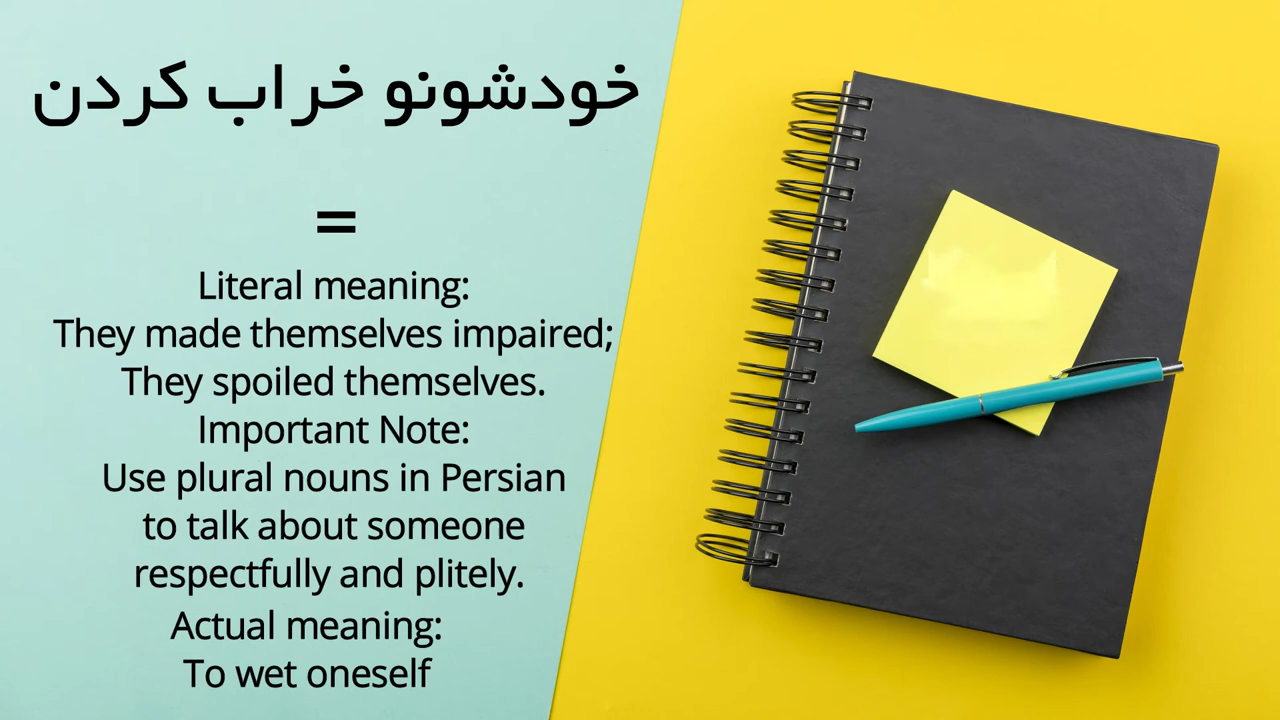 خودشونو خراب کردن
=
Literal meaning:
They made themselves impaired;
They spoiled themselves.
Important Note:
Use plural nouns in Persian
to talk about someone
respectfully and plitely.
Actual meaning:
To wet oneself